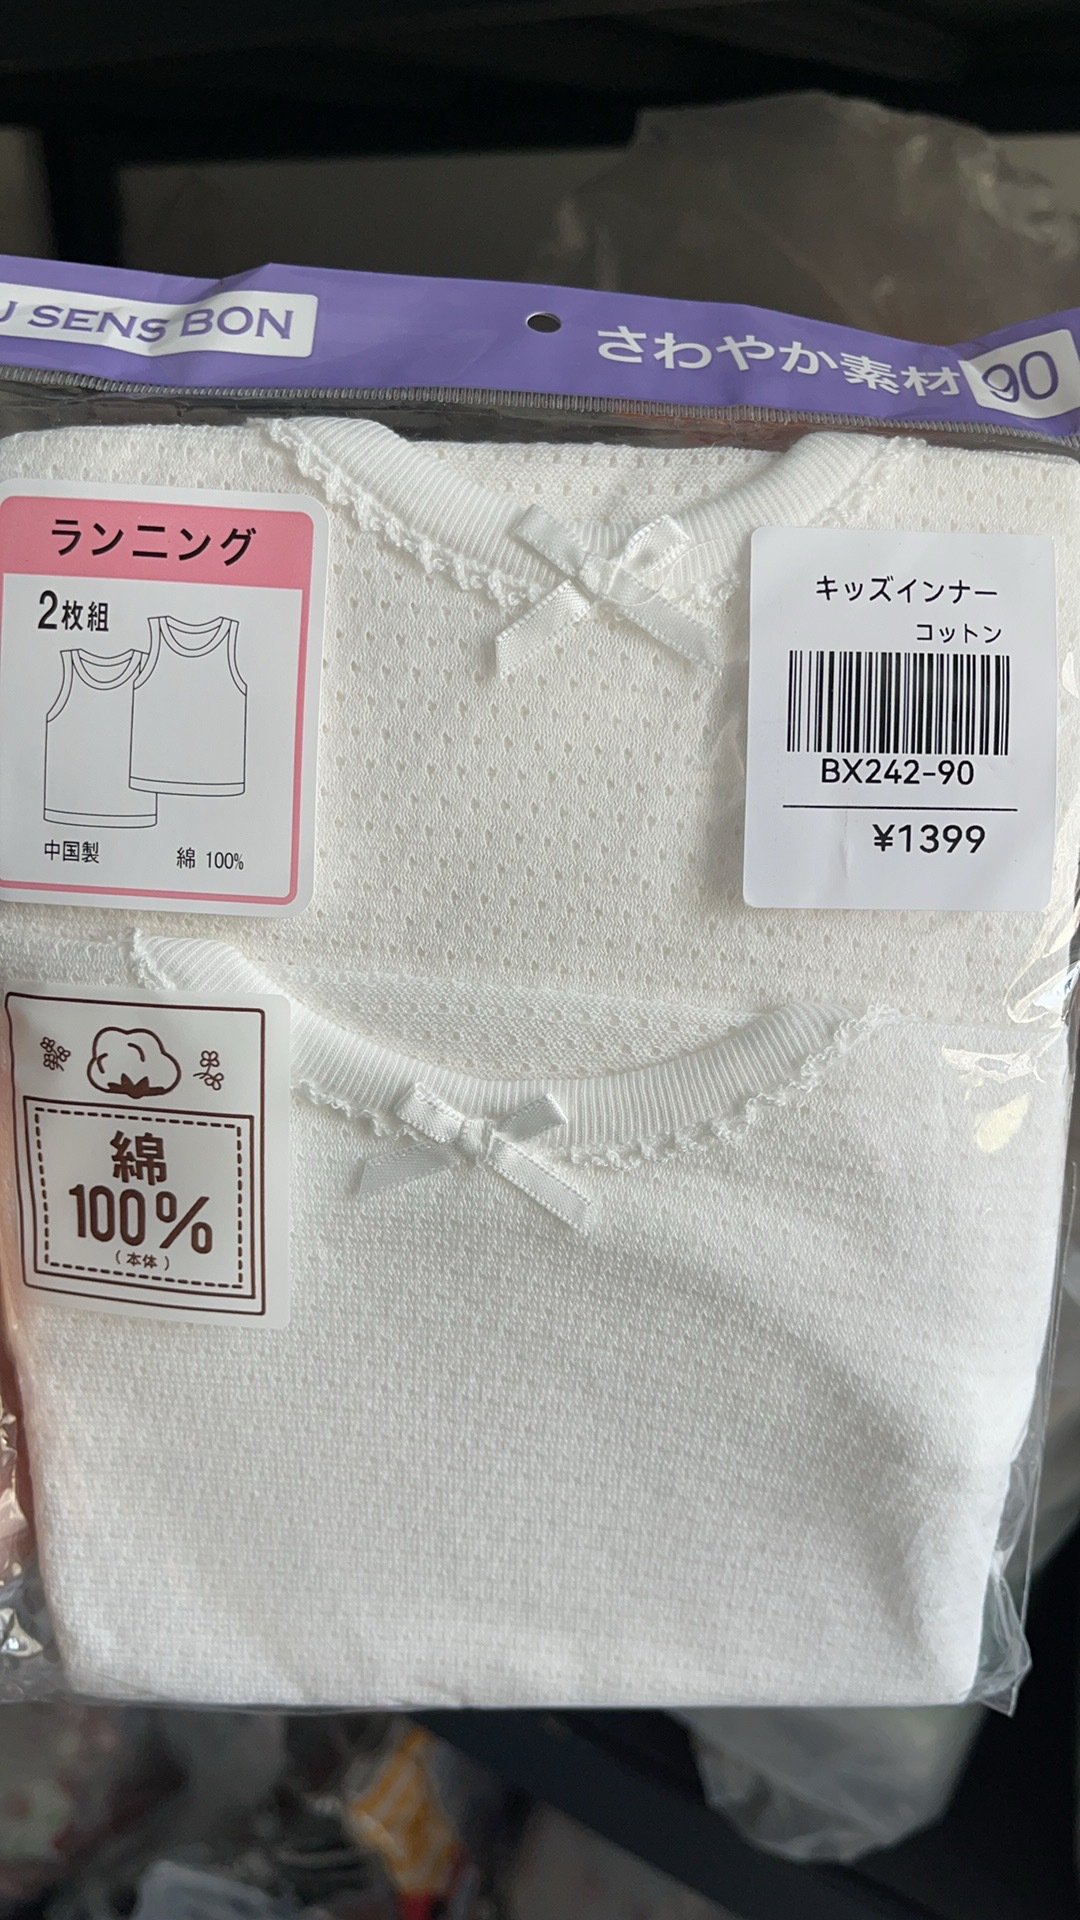 SENS BON
さわやか素材 90
ランニング
2枚組
中国製 綿 100%
キッズインナー
コットン
BX242-90
¥1399
綿
100%
(本体)